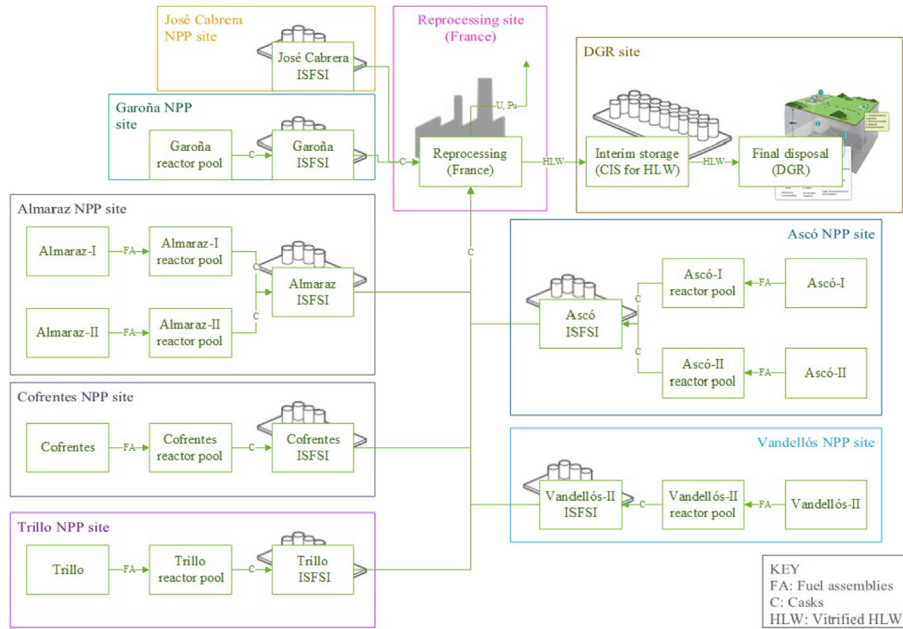 José Cabrera
NPP site
José Cabrera
ISFSI
Reprocessing site
(France)
U, Pu
Reprocessing
(France)
DGR site
HLW
Interim storage
(CIS for HLW)
HLW
Final disposal
(DGR)
Garoña NPP
site
Garoña
reactor pool
C
Garoña
ISFSI
C
Almaraz NPP site
Almaraz-I
FA
Almaraz-I
reactor pool
C
Almaraz
ISFSI
C
Almaraz-II
FA
Almaraz-II
reactor pool
C
Ascó NPP site
Ascó-I
reactor pool
FA
Ascó-I
C
Ascó
ISFSI
C
Ascó-II
reactor pool
FA
Ascó-II
Cofrentes NPP site
Cofrentes
FA
Cofrentes
reactor pool
C
Cofrentes
ISFSI
Vandellós NPP site
Vandellós-II
ISFSI
C
Vandellós-II
reactor pool
FA
Vandellós-II
Trillo NPP site
Trillo
FA
Trillo
reactor pool
C
Trillo
ISFSI
KEY
FA: Fuel assemblies
C: Casks
HLW: Vitrified HLW